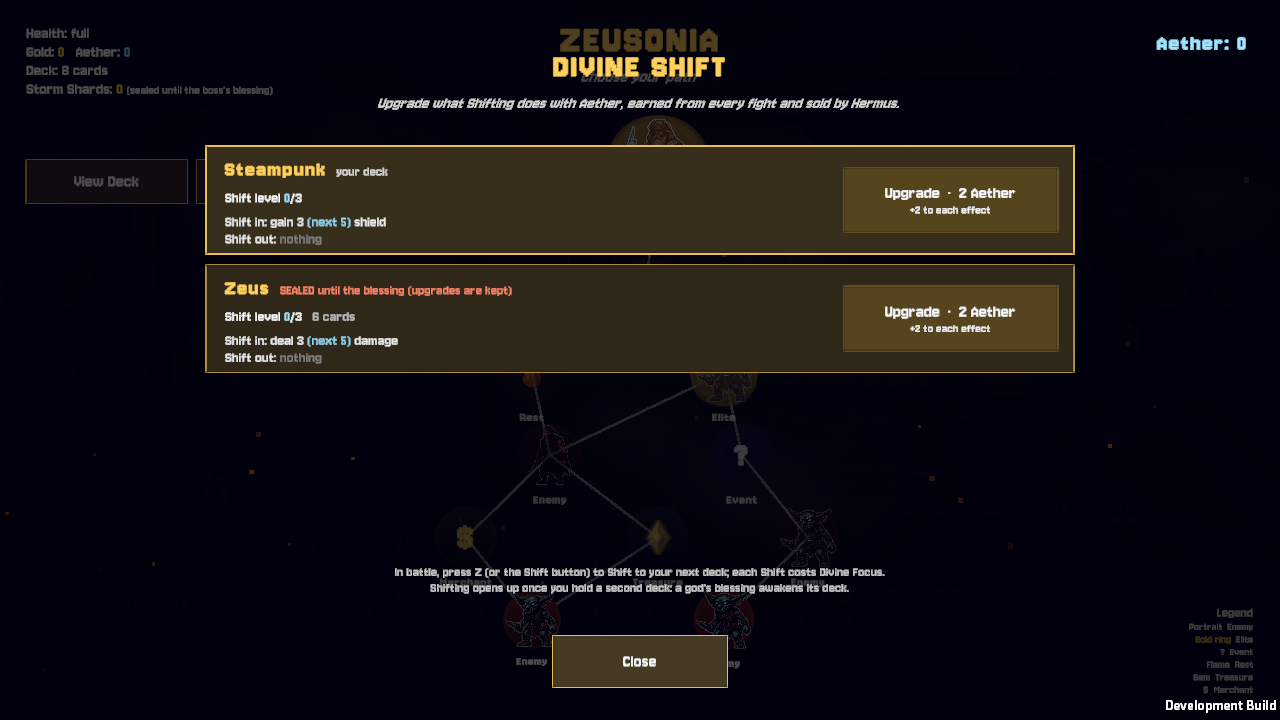 Health: full
Gold: 0 Aether: 0
Deck: 8 cards
Storm Shards: 0 (sealed until the boss's blessing)
ZEUSONIA
DIVINE SHIFT
choose your path
Aether: 0
Upgrade what Shifting does with Aether, earned from every fight and sold by Hermus.
View Deck
Steampunk your deck
Shift level 0/3
Shift in: gain 3 (next 5) shield
Shift out: nothing
Upgrade · 2 Aether
+2 to each effect
Zeus SEALED until the blessing (upgrades are kept)
Shift level 0/3 6 cards
Shift in: deal 3 (next 5) damage
Shift out: nothing
Upgrade · 2 Aether
+2 to each effect
Rest
Elite
Enemy
Event
?
$
Merchant
Treasure
Enemy
In battle, press Z (or the Shift button) to Shift to your next deck; each Shift costs Divine Focus.
Shifting opens up once you hold a second deck: a god's blessing awakens its deck.
Enemy
my
Close
Legend
Portrait Enemy
Gold ring Elite
? Event
Flame Rest
Gem Treasure
$ Merchant
Development Build